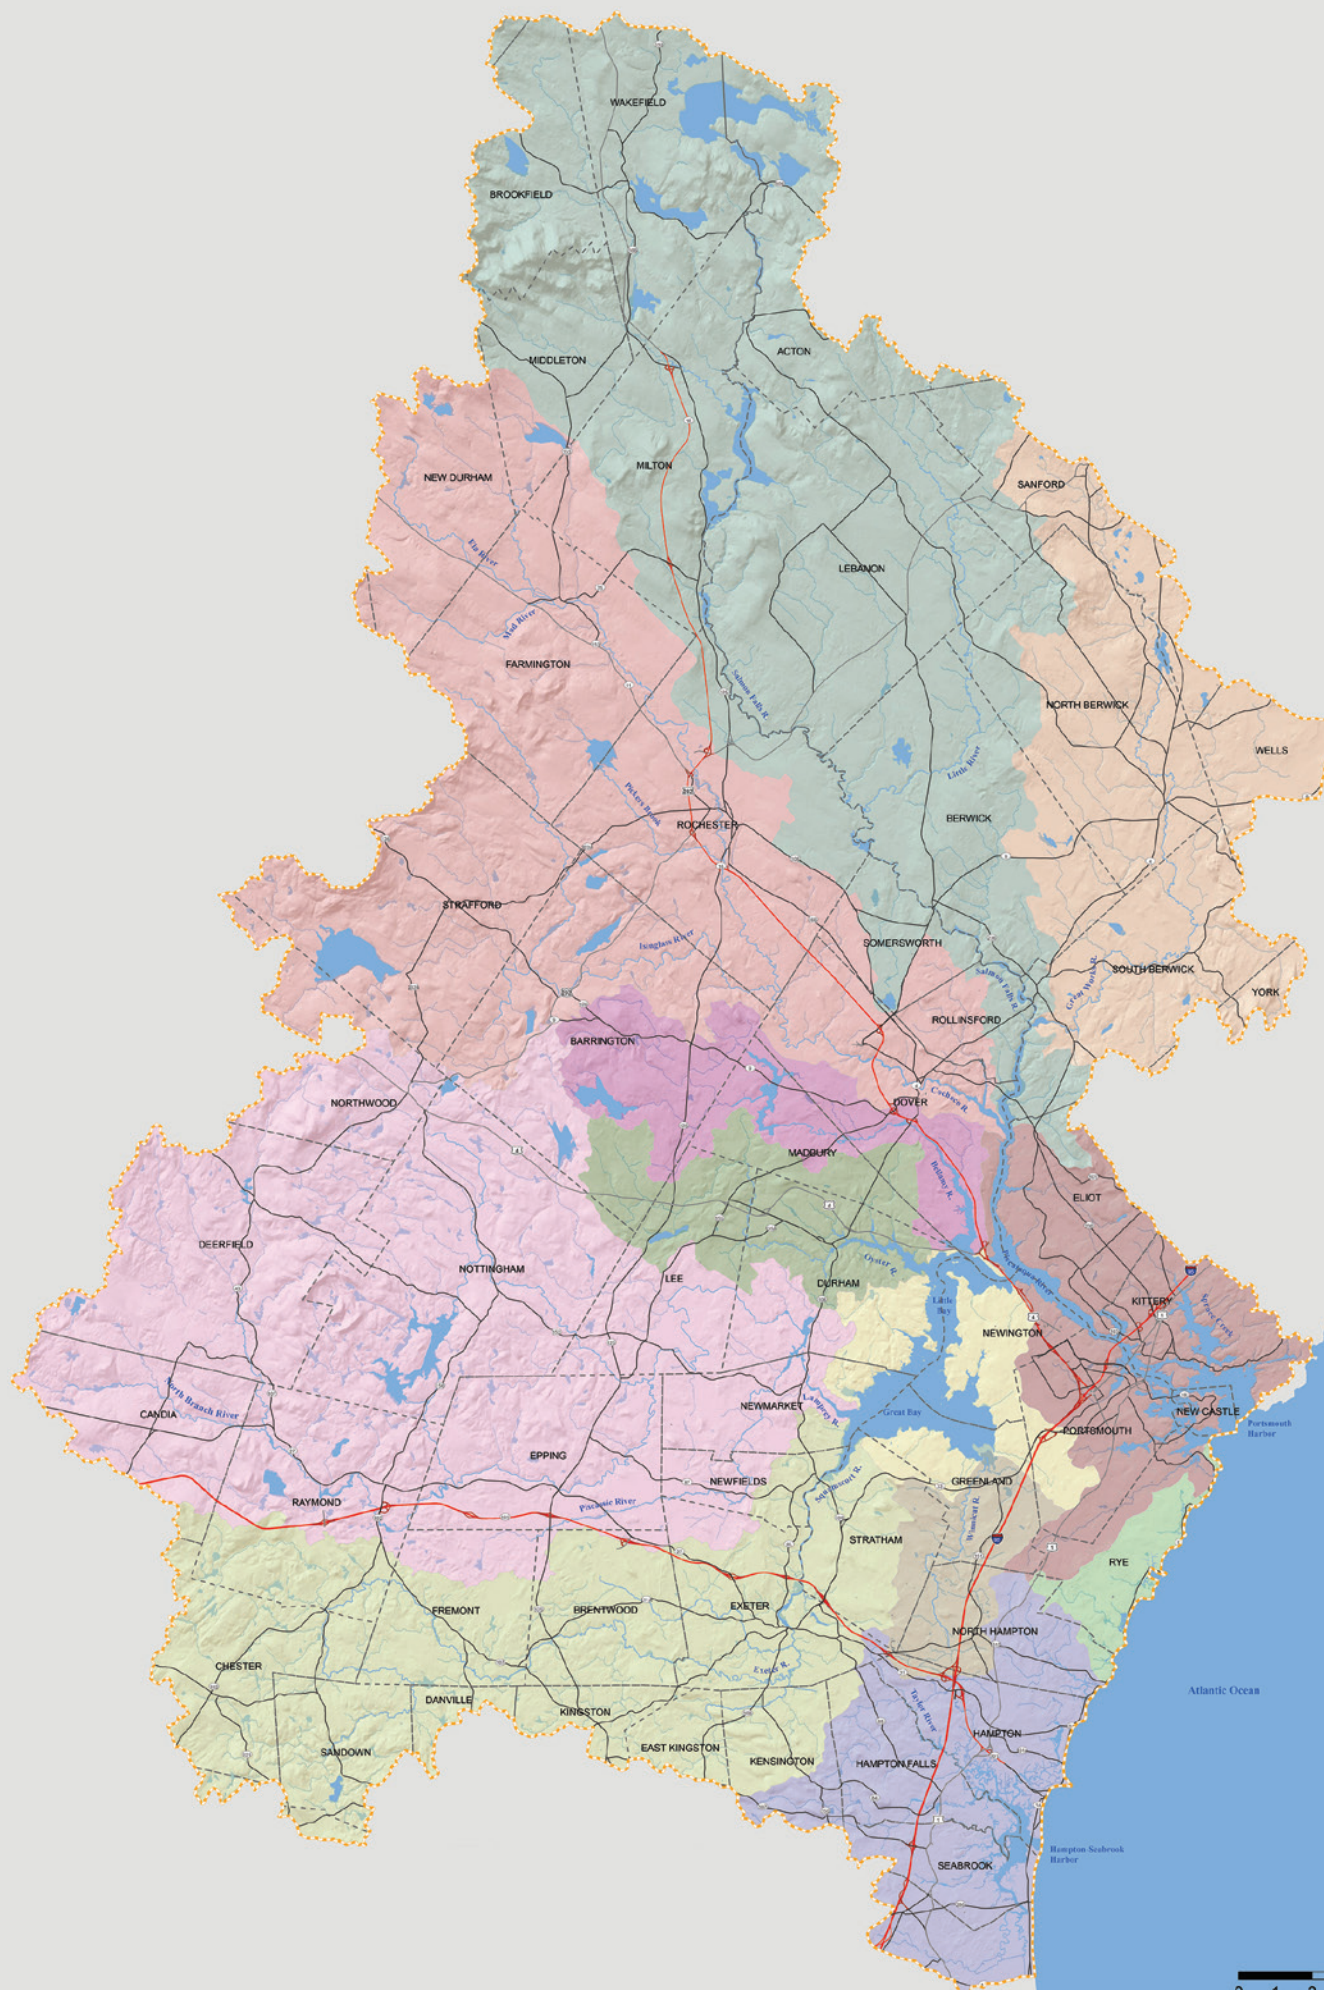 WAKEFIELD
BROOKFIELD
MIDDLETON
ACTON
MILTON
NEW DURHAM
SANFORD
Ela River
LEBANON
Mad River
FARMINGTON
Salmon Falls R.
NORTH BERWICK
WELLS
Little River
Pickers Brook
ROCHESTER
BERWICK
STRAFFORD
Isinglass River
SOMERSWORTH
Salmon Falls R.
Great Works R.
SOUTH BERWICK
YORK
ROLLINSFORD
BARRINGTON
NORTHWOOD
DOVER
Cocheco R.
MADBURY
Bellamy R.
ELIOT
DEERFIELD
NOTTINGHAM
LEE
Oyster R.
DURHAM
Piscataqua River
Little
Bay
KITTERY
Spruce Creek
NEWINGTON
North Branch River
CANDIA
NEWMARKET
Lamprey R.
Great Bay
NEW CASTLE
Portsmouth
Harbor
PORTSMOUTH
EPPING
NEWFIELDS
Squamscott R.
GREENLAND
RAYMOND
Piscassic River
Winnicut R.
STRATHAM
RYE
FREMONT
BRENTWOOD
EXETER
NORTH HAMPTON
CHESTER
Exeter R.
Taylor River
Atlantic Ocean
DANVILLE
KINGSTON
SANDOWN
EAST KINGSTON
KENSINGTON
HAMPTON
HAMPTON FALLS
Hampton-Seabrook
Harbor
SEABROOK